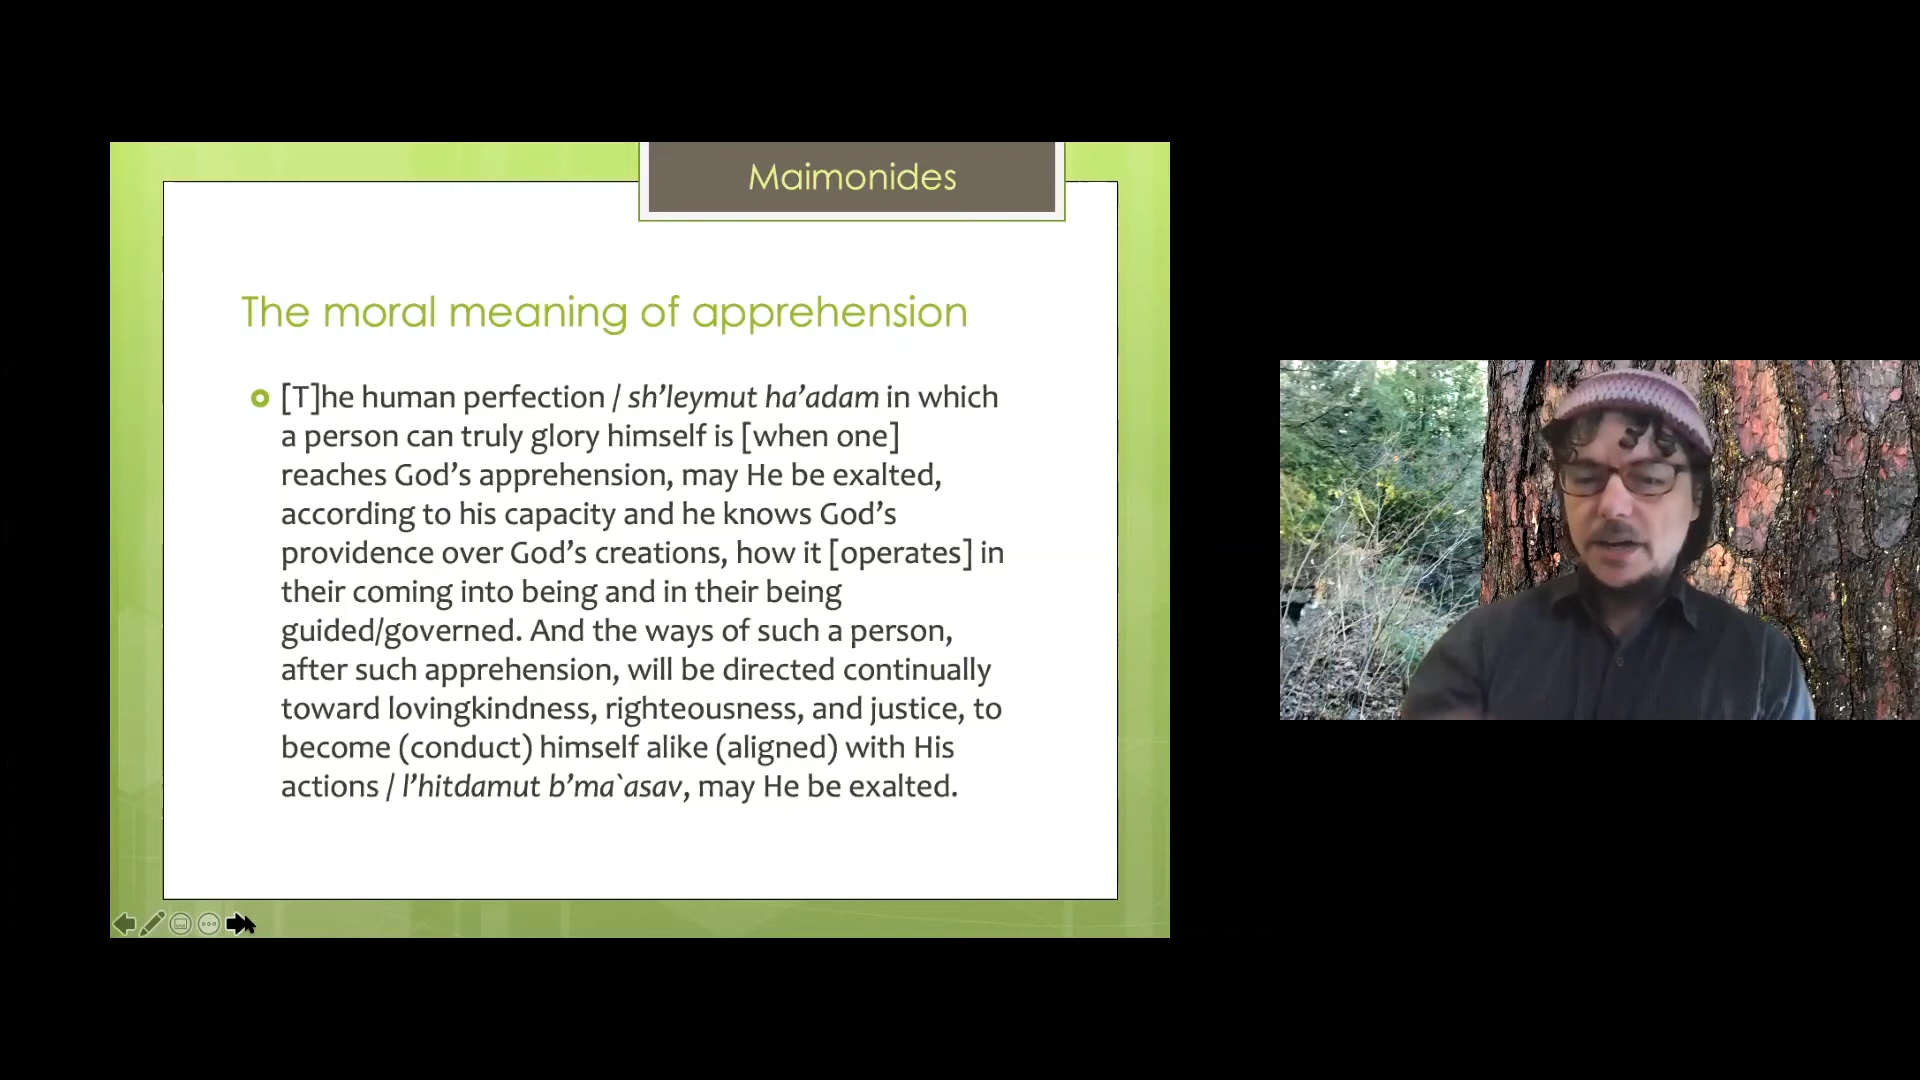 Maimonides
The moral meaning of apprehension
[T]he human perfection / sh’leymut ha’adam in which
a person can truly glory himself is [when one]
reaches God’s apprehension, may He be exalted,
according to his capacity and he knows God’s
providence over God’s creations, how it [operates] in
their coming into being and in their being
guided/governed. And the ways of such a person,
after such apprehension, will be directed continually
toward lovingkindness, righteousness, and justice, to
become (conduct) himself alike (aligned) with His
actions / l’hitdamut b’ma`asav, may He be exalted.